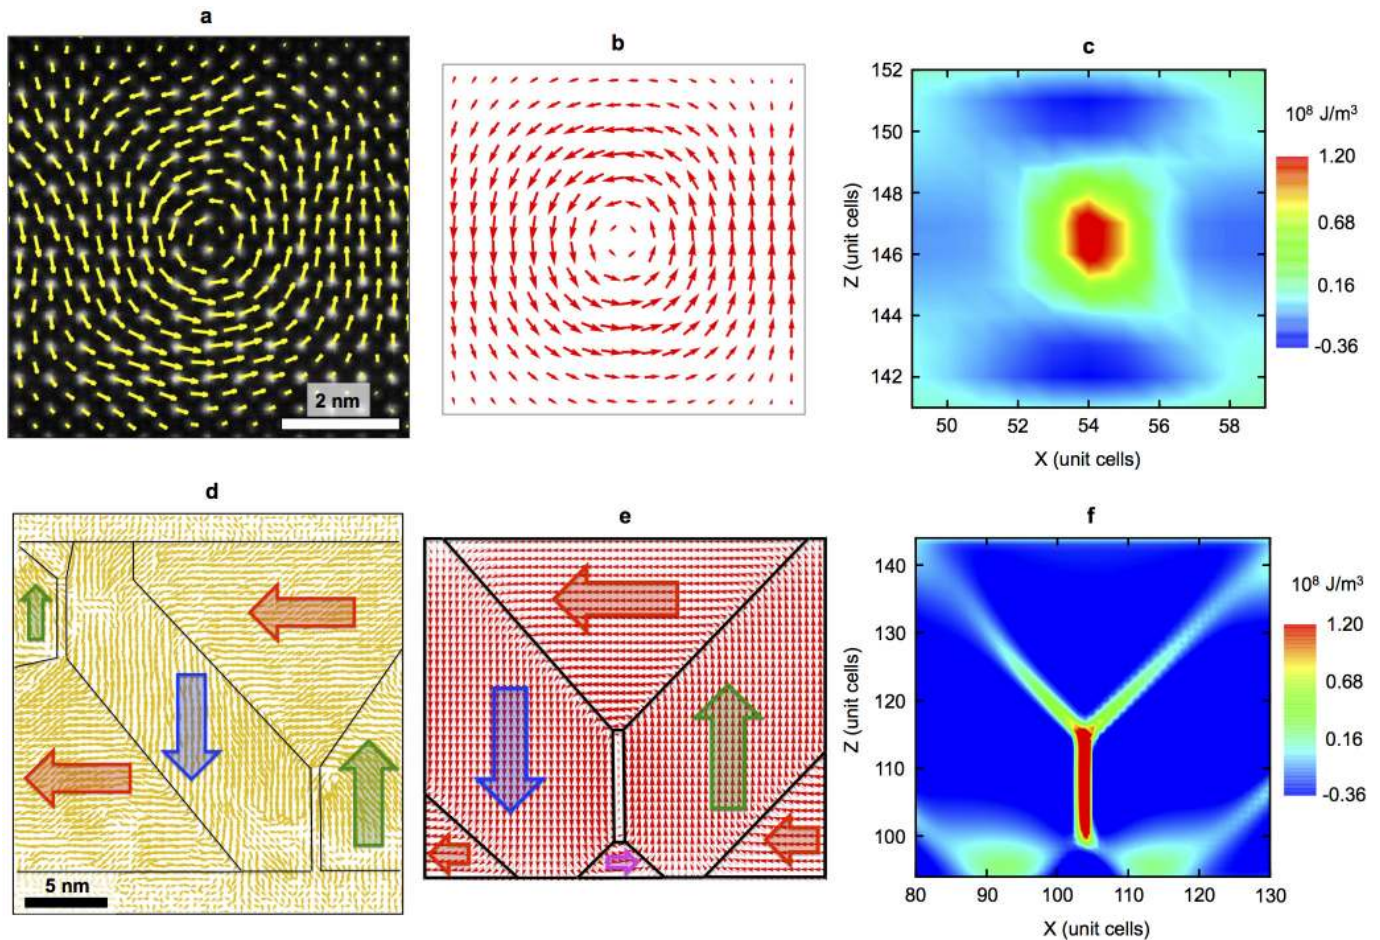 a
b
c
2 nm
152
150
148
146
144
142
Z (unit cells)
50 52 54 56 58
X (unit cells)
10⁸ J/m³
1.20
0.68
0.16
-0.36
d
e
f
5 nm
140
130
120
110
100
Z (unit cells)
80 90 100 110 120 130
X (unit cells)
10⁸ J/m³
1.20
0.68
0.16
-0.36